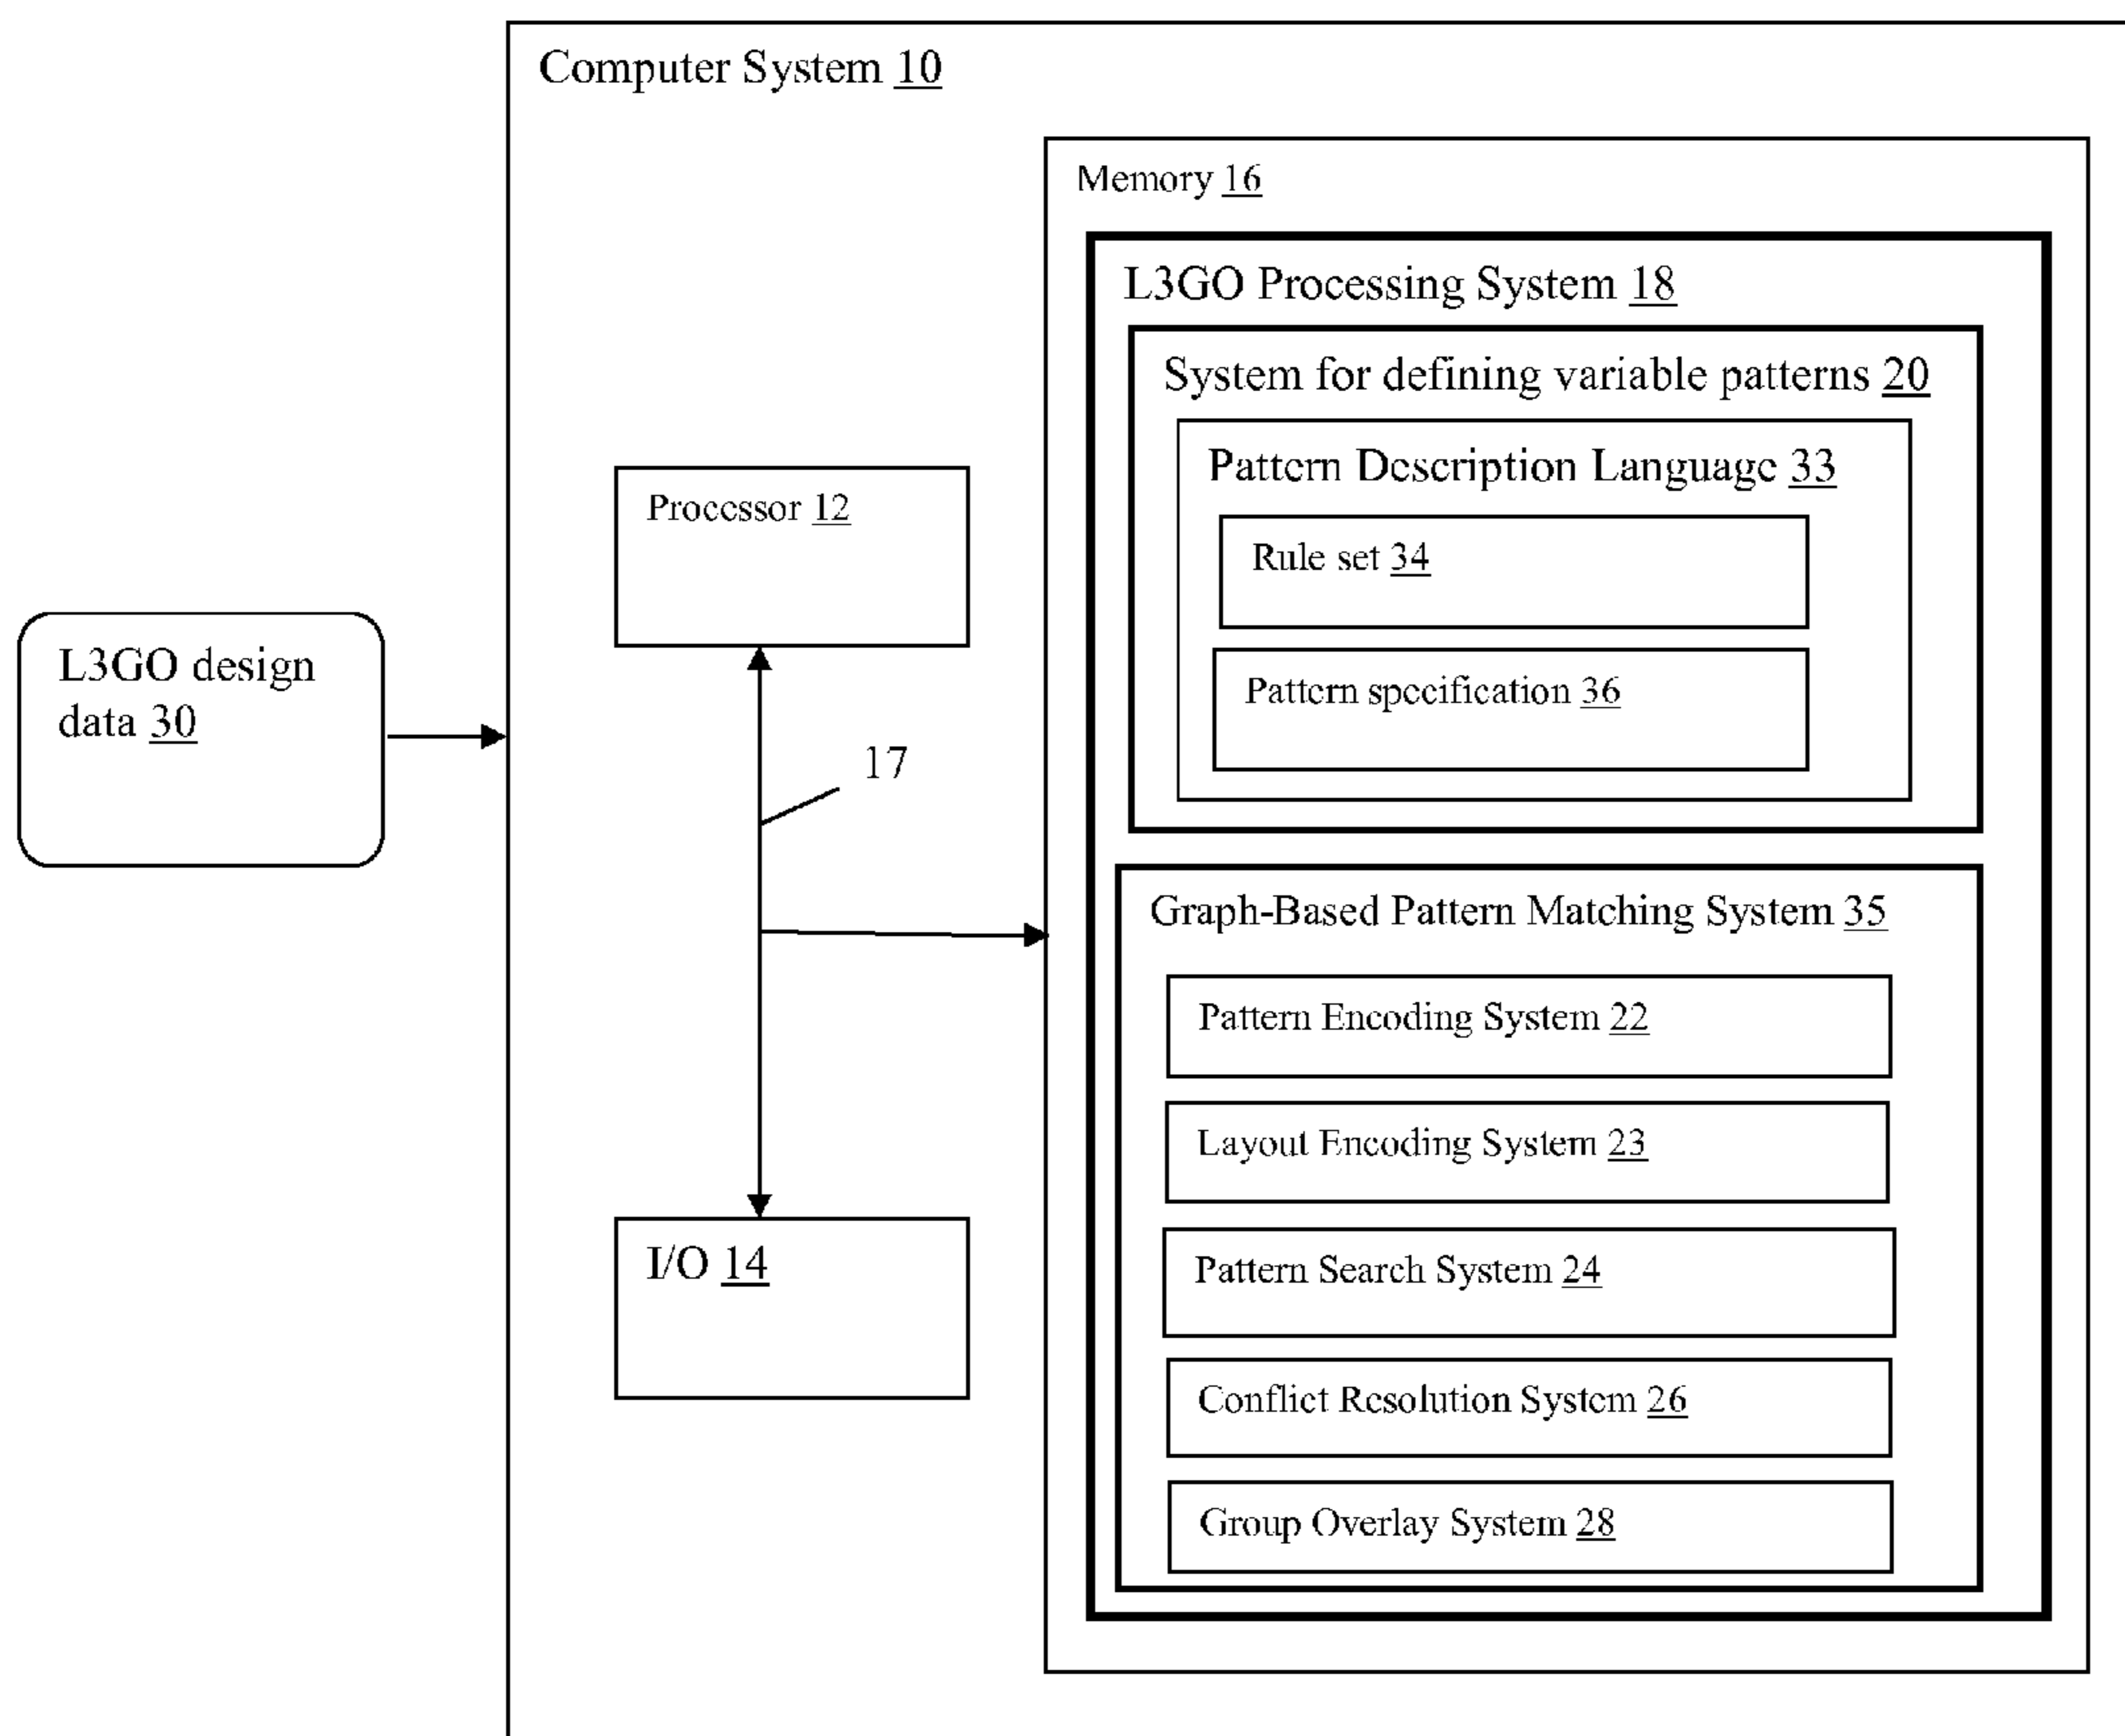 Computer System 10
Memory 16
L3GO Processing System 18
System for defining variable patterns 20
Pattern Description Language 33
Rule set 34
Pattern specification 36
Processor 12
L3GO design
data 30
17
Graph-Based Pattern Matching System 35
Pattern Encoding System 22
Layout Encoding System 23
Pattern Search System 24
I/O 14
Conflict Resolution System 26
Group Overlay System 28